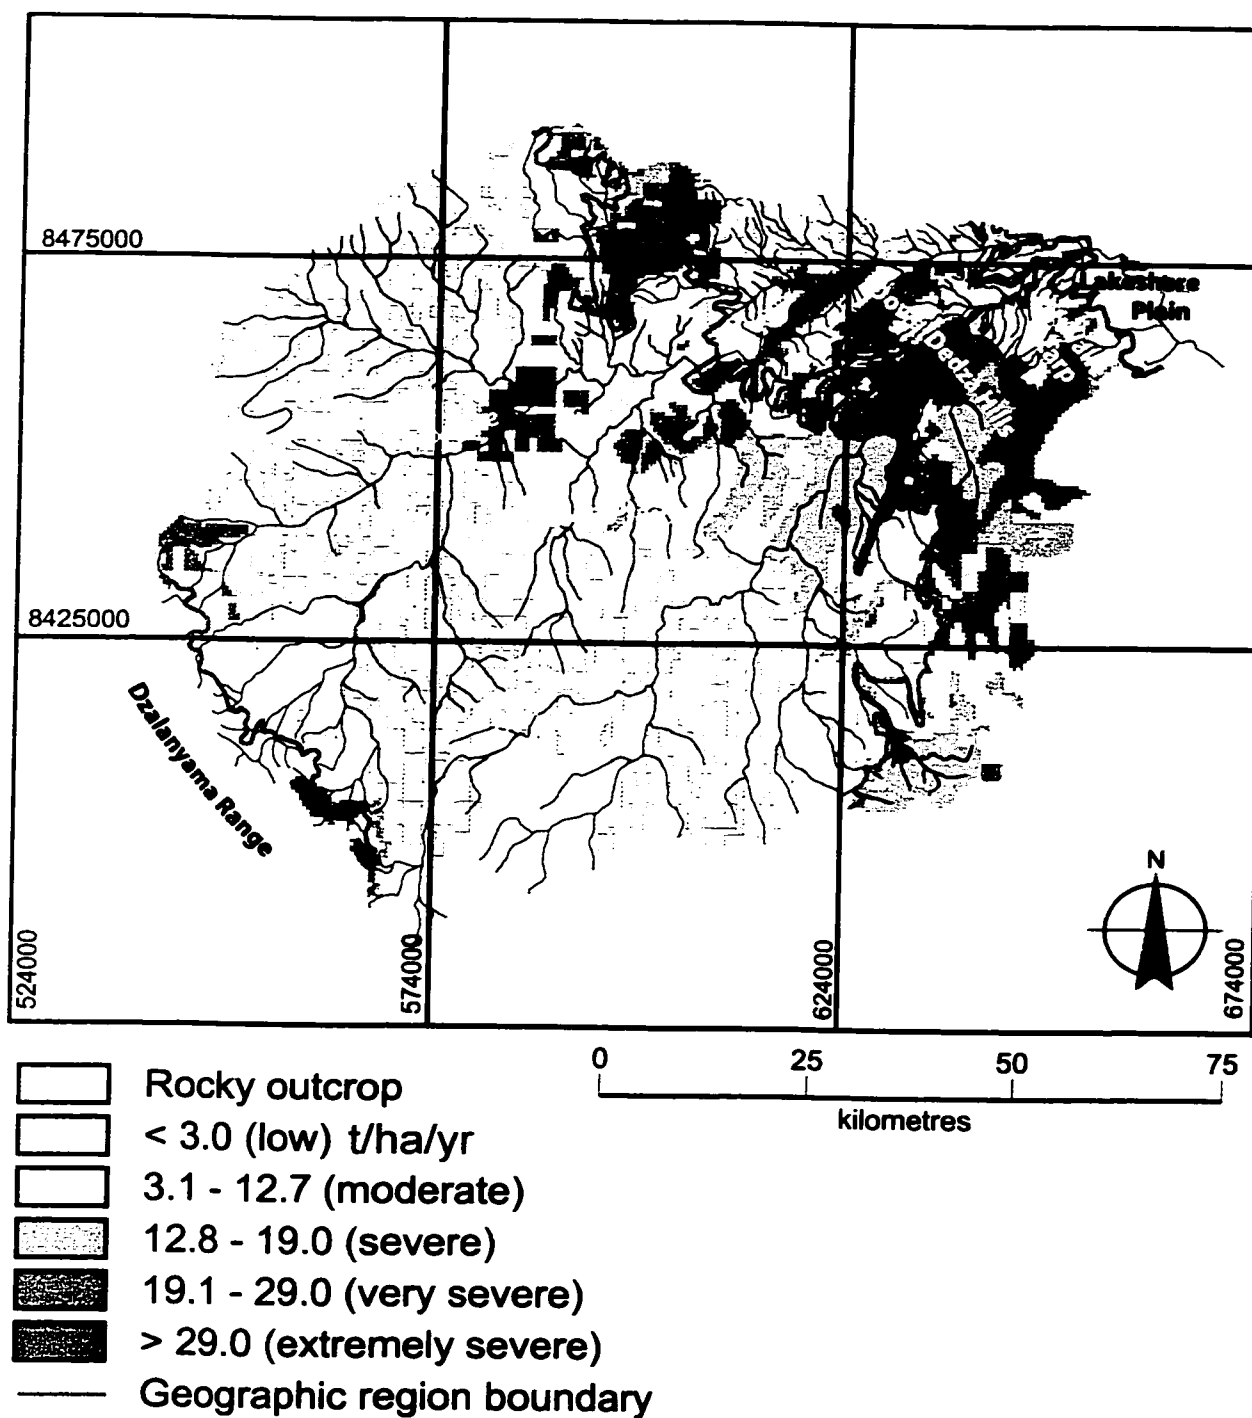 8475000
Lakeshore
Plain
Dedza Hills
8425000
Dzalanyama Range
N
524000
574000
624000
674000
0 25 50 75
kilometres
Rocky outcrop
< 3.0 (low) t/ha/yr
3.1 - 12.7 (moderate)
12.8 - 19.0 (severe)
19.1 - 29.0 (very severe)
> 29.0 (extremely severe)
Geographic region boundary